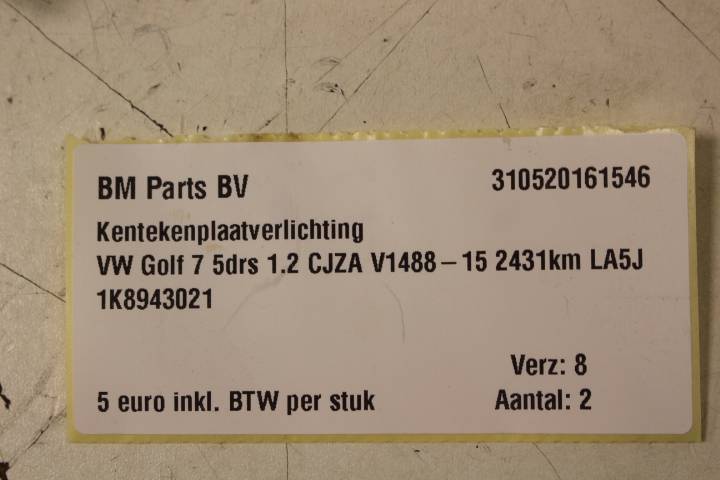 BM Parts BV 310520161546
Kentekenplaatverlichting
VW Golf 7 5drs 1.2 CJZA V1488-15 2431km LA5J
1K8943021
Verz: 8
5 euro inkl. BTW per stuk Aantal: 2